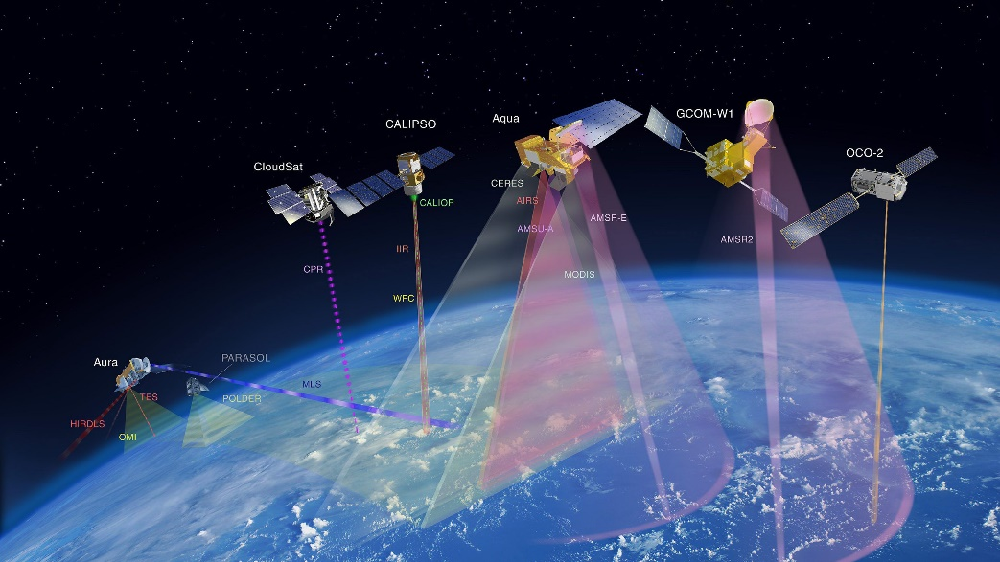 CALIPSO
Aqua
GCOM-W1
OCO-2
CloudSat
CERES
CALIOP
AIRS
AMSR-E
AMSU-A
AMSR2
IIR
CPR
MODIS
WFC
Aura
PARASOL
MLS
TES
POLDER
HIRDLS
OMI